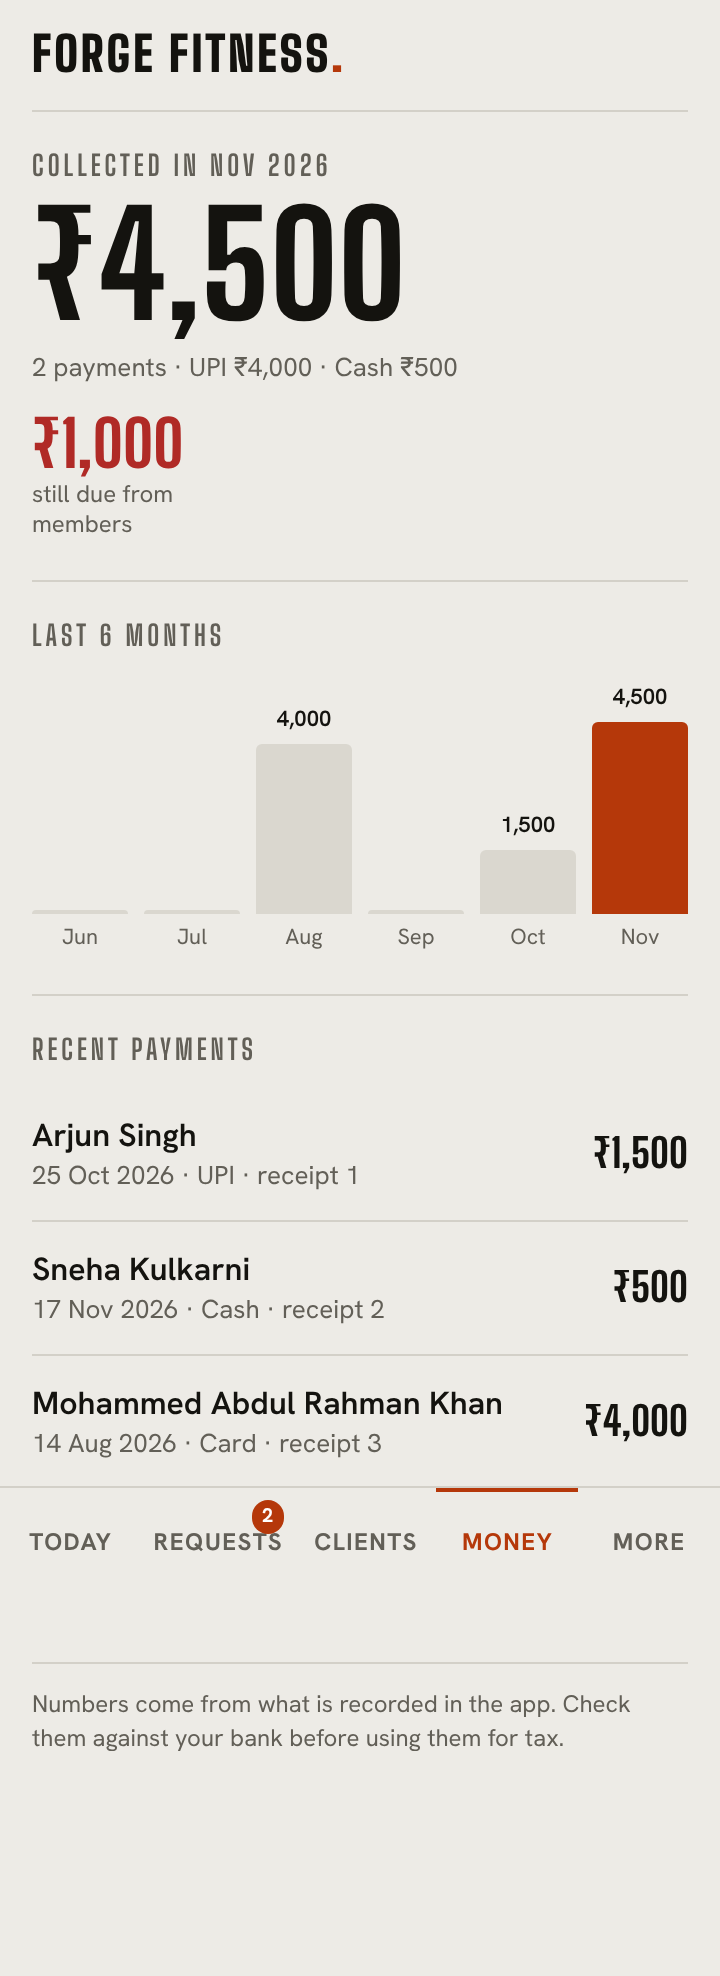 FORGE FITNESS.
COLLECTED IN NOV 2026
₹4,500
2 payments · UPI ₹4,000 · Cash ₹500
₹1,000
still due from
members
LAST 6 MONTHS
4,000
1,500
4,500
Jun Jul Aug Sep Oct Nov
RECENT PAYMENTS
Arjun Singh
₹1,500
25 Oct 2026 · UPI · receipt 1
Sneha Kulkarni
₹500
17 Nov 2026 · Cash · receipt 2
Mohammed Abdul Rahman Khan
₹4,000
14 Aug 2026 · Card · receipt 3
2
TODAY REQUESTS CLIENTS MONEY MORE
Numbers come from what is recorded in the app. Check
them against your bank before using them for tax.